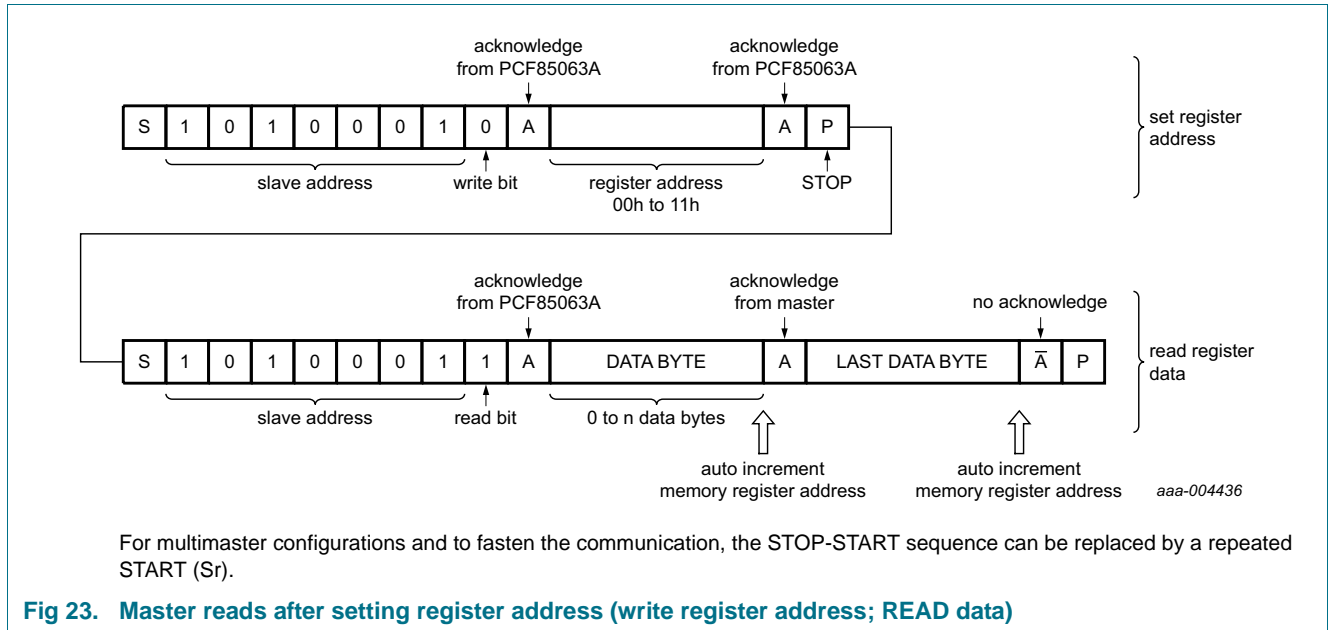 acknowledge
from PCF85063A
acknowledge
from PCF85063A
S 1 0 1 0 0 0 1 0 A A P
set register
address
slave address
write bit
register address
00h to 11h
STOP
acknowledge
from PCF85063A
acknowledge
from master
no acknowledge
S 1 0 1 0 0 0 1 1 A DATA BYTE A LAST DATA BYTE A̅ P
read register
data
slave address
read bit
0 to n data bytes
auto increment
memory register address
auto increment
memory register address
aaa-004436
For multimaster configurations and to fasten the communication, the STOP-START sequence can be replaced by a repeated
START (Sr).
Fig 23. Master reads after setting register address (write register address; READ data)